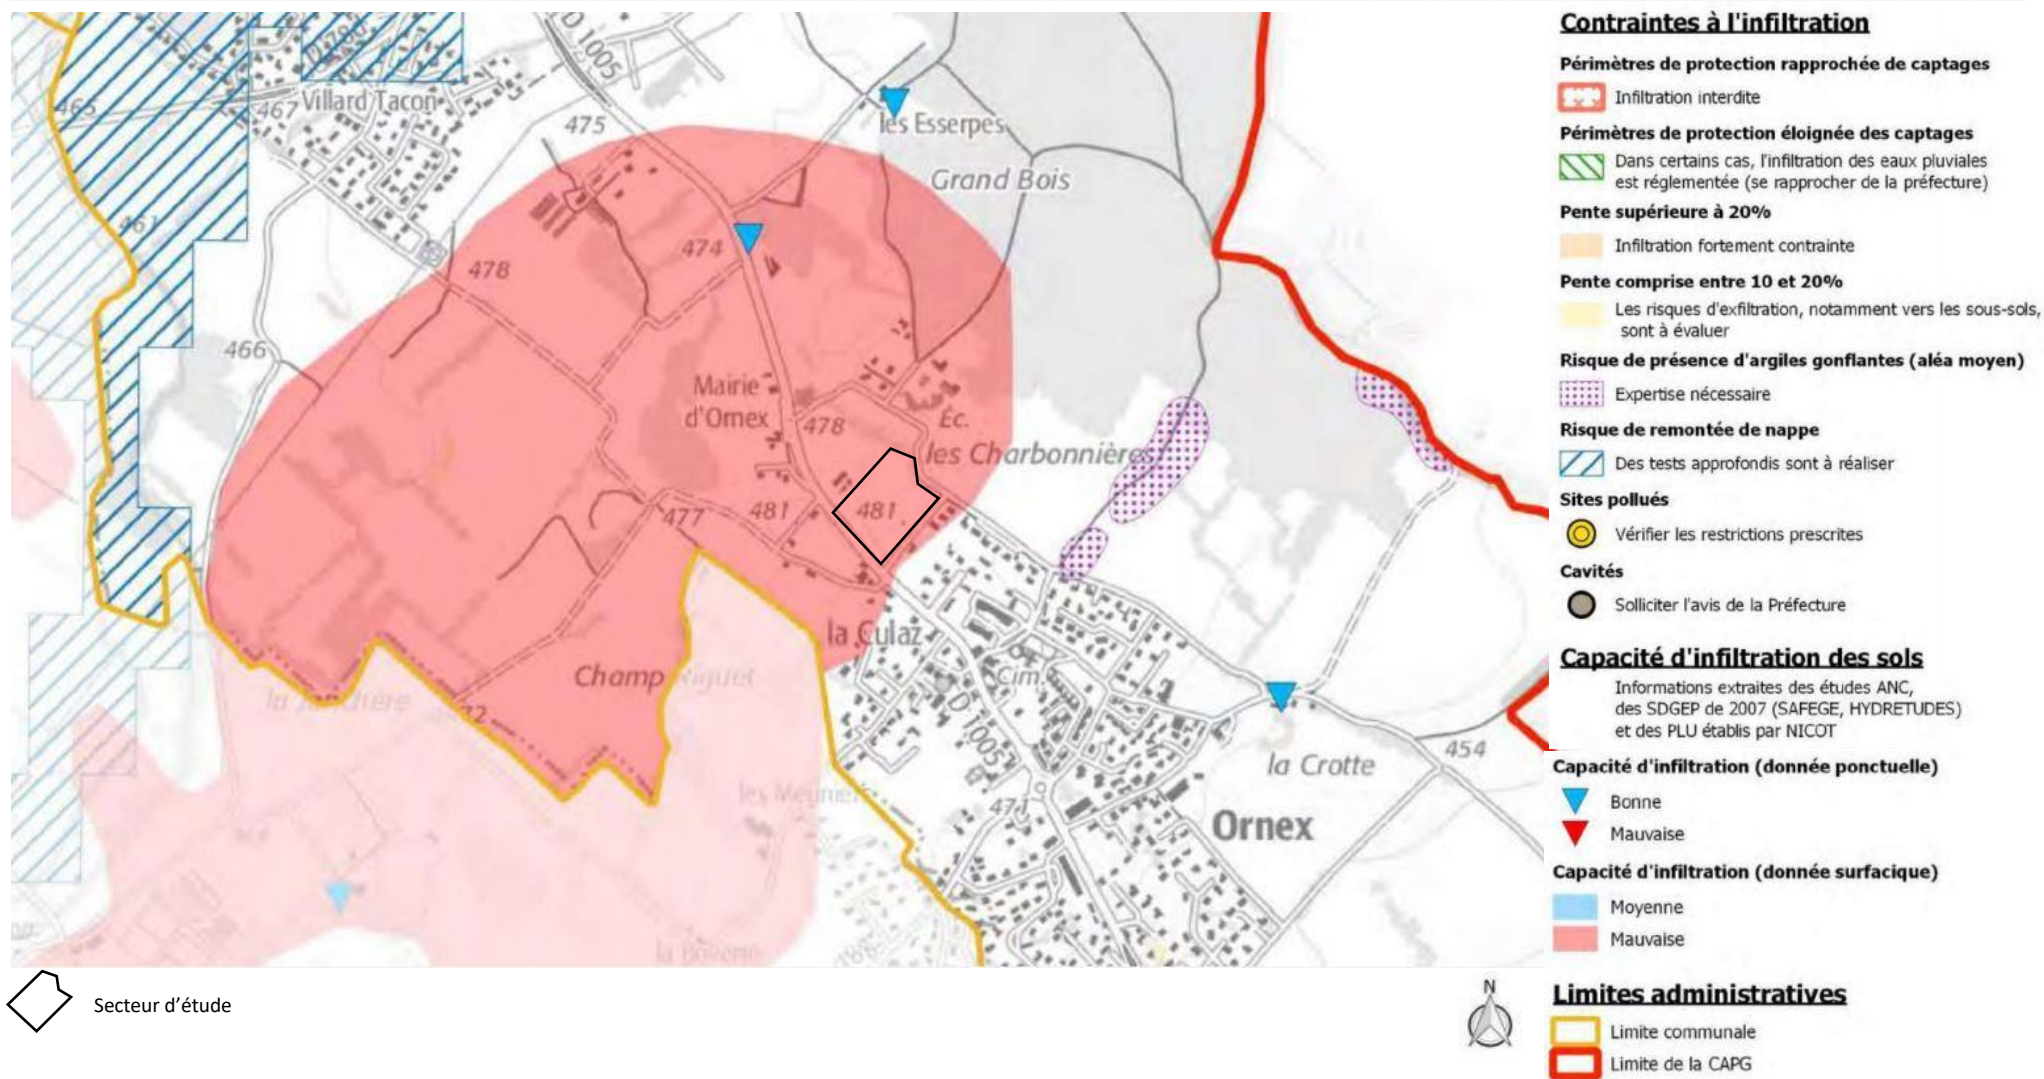 D 1005
465
467
Villard Tacon
475
les Esserpes
Grand Bois
461
474
478
466
Mairie
d'Ornex
478
Éc.
les Charbonnières
477
481
481
la Culaz
Champ Riguet
Cim.
72
D 1005
la Crotte
454
les Meuniers
471
Ornex
Secteur d'étude
N
Contraintes à l'infiltration
Périmètres de protection rapprochée de captages
Infiltration interdite
Périmètres de protection éloignée des captages
Dans certains cas, l'infiltration des eaux pluviales
est réglementée (se rapprocher de la préfecture)
Pente supérieure à 20%
Infiltration fortement contrainte
Pente comprise entre 10 et 20%
Les risques d'exfiltration, notamment vers les sous-sols,
sont à évaluer
Risque de présence d'argiles gonflantes (aléa moyen)
Expertise nécessaire
Risque de remontée de nappe
Des tests approfondis sont à réaliser
Sites pollués
Vérifier les restrictions prescrites
Cavités
Solliciter l'avis de la Préfecture
Capacité d'infiltration des sols
Informations extraites des études ANC,
des SDGEP de 2007 (SAFEGE, HYDRETUDES)
et des PLU établis par NICOT
Capacité d'infiltration (donnée ponctuelle)
Bonne
Mauvaise
Capacité d'infiltration (donnée surfacique)
Moyenne
Mauvaise
Limites administratives
Limite communale
Limite de la CAPG